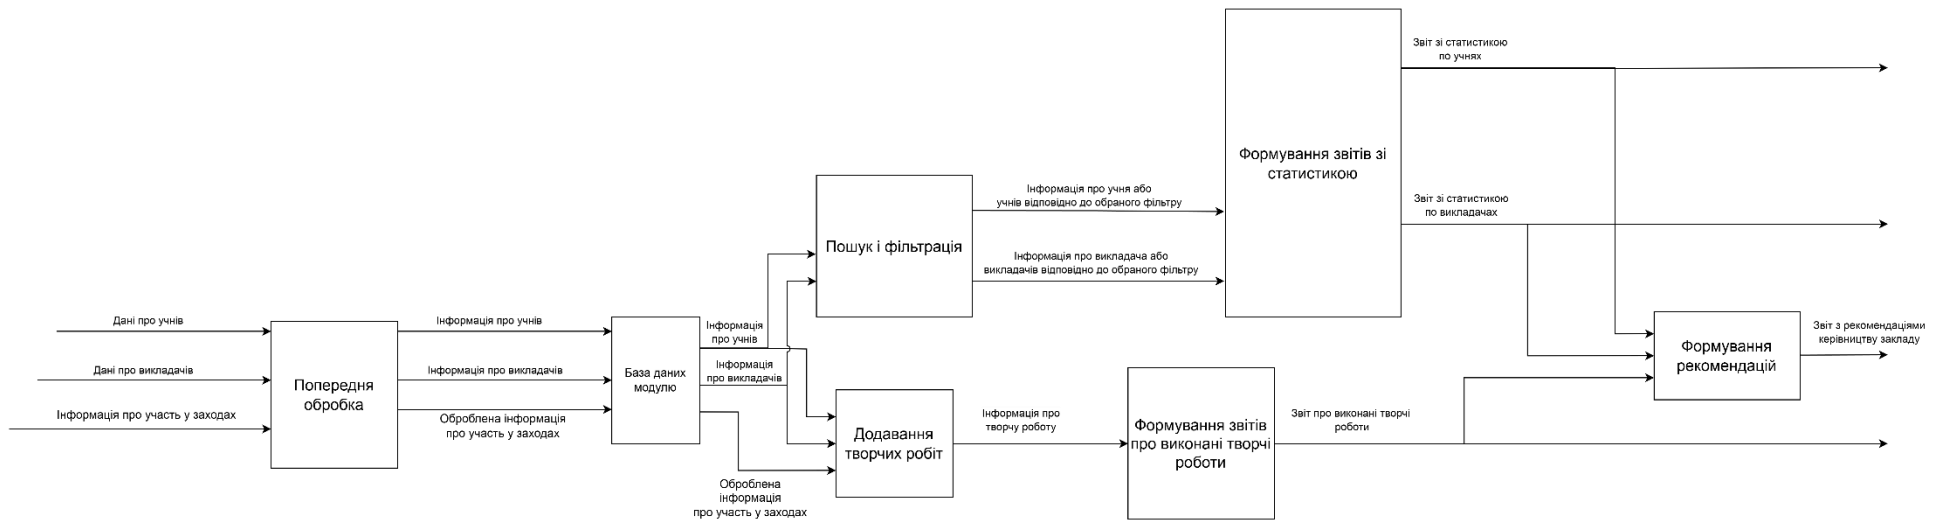 Звіт зі статистикою
по учнях
Формування звітів зі
статистикою
Інформація про учня або
учнів відповідно до обраного фільтру
Звіт зі статистикою
по викладачах
Пошук і фільтрація
Інформація про викладача або
викладачів відповідно до обраного фільтру
Дані про учнів
Інформація про учнів
Інформація
про учнів
Звіт з рекомендаціями
керівництву закладу
Формування
рекомендацій
Дані про викладачів
Попередня
обробка
Інформація про викладачів
База даних
модулю
Інформація
про викладачів
Інформація про участь у заходах
Оброблена інформація
про участь у заходах
Додавання
творчих робіт
Інформація про
творчу роботу
Формування звітів
про виконані творчі
роботи
Звіт про виконані творчі
роботи
Оброблена
інформація
про участь у заходах